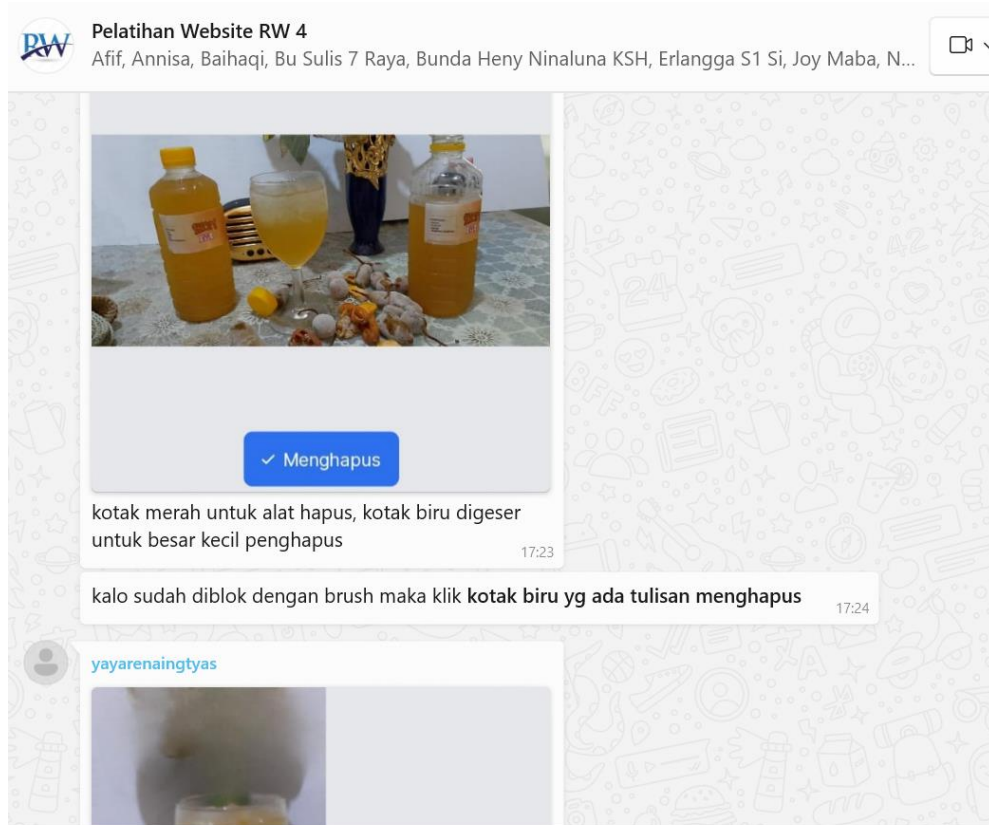 RW
Pelatihan Website RW 4
Afif, Annisa, Baihaqi, Bu Sulis 7 Raya, Bunda Heny Ninaluna KSH, Erlangga S1 Si, Joy Maba, N...
Menghapus
kotak merah untuk alat hapus, kotak biru digeser
untuk besar kecil penghapus
17:23
kalo sudah diblok dengan brush maka klik kotak biru yg ada tulisan menghapus
17:24
yayarenaingtyas